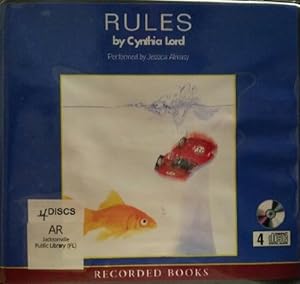 RULES
by Cynthia Lord
Performed by Jessica Almasy
4 DISCS
AR
Jacksonville
Public Library (FL)
4
RECORDED BOOKS